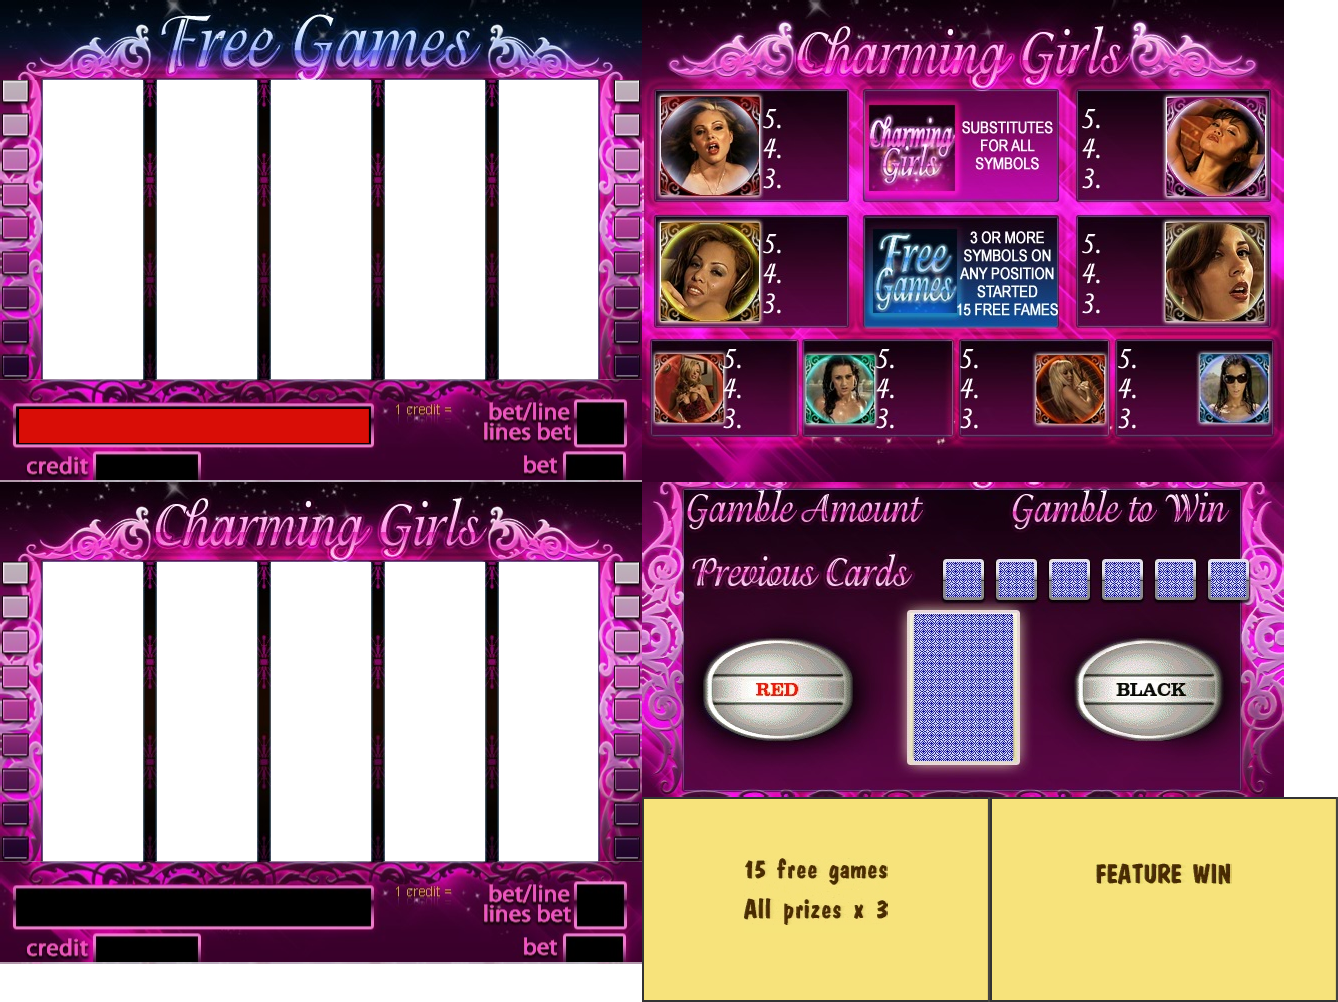 Free Games
1 credit =
bet/line
lines bet
credit
bet
Charming Girls
5.
4.
3.
Charming
Girls
SUBSTITUTES
FOR ALL
SYMBOLS
5.
4.
3.
5.
4.
3.
Free
Games
3 OR MORE
SYMBOLS ON
ANY POSITION
STARTED
15 FREE FAMES
5.
4.
3.
5.
4.
3.
5.
4.
3.
5.
4.
3.
5.
4.
3.
Charming Girls
1 credit =
bet/line
lines bet
credit
bet
Gamble Amount
Gamble to Win
Previous Cards
RED
BLACK
15 free games
All prizes x 3
FEATURE WIN